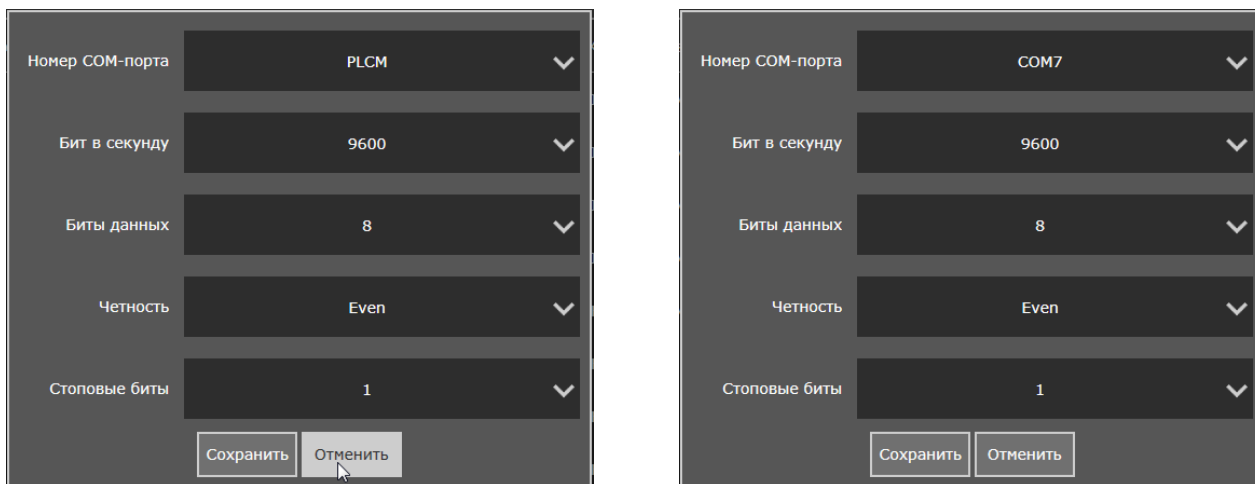 Номер COM-порта PLCM
Бит в секунду 9600
Биты данных 8
Четность Even
Стоповые биты 1
Сохранить Отменить
Номер COM-порта COM7
Бит в секунду 9600
Биты данных 8
Четность Even
Стоповые биты 1
Сохранить Отменить